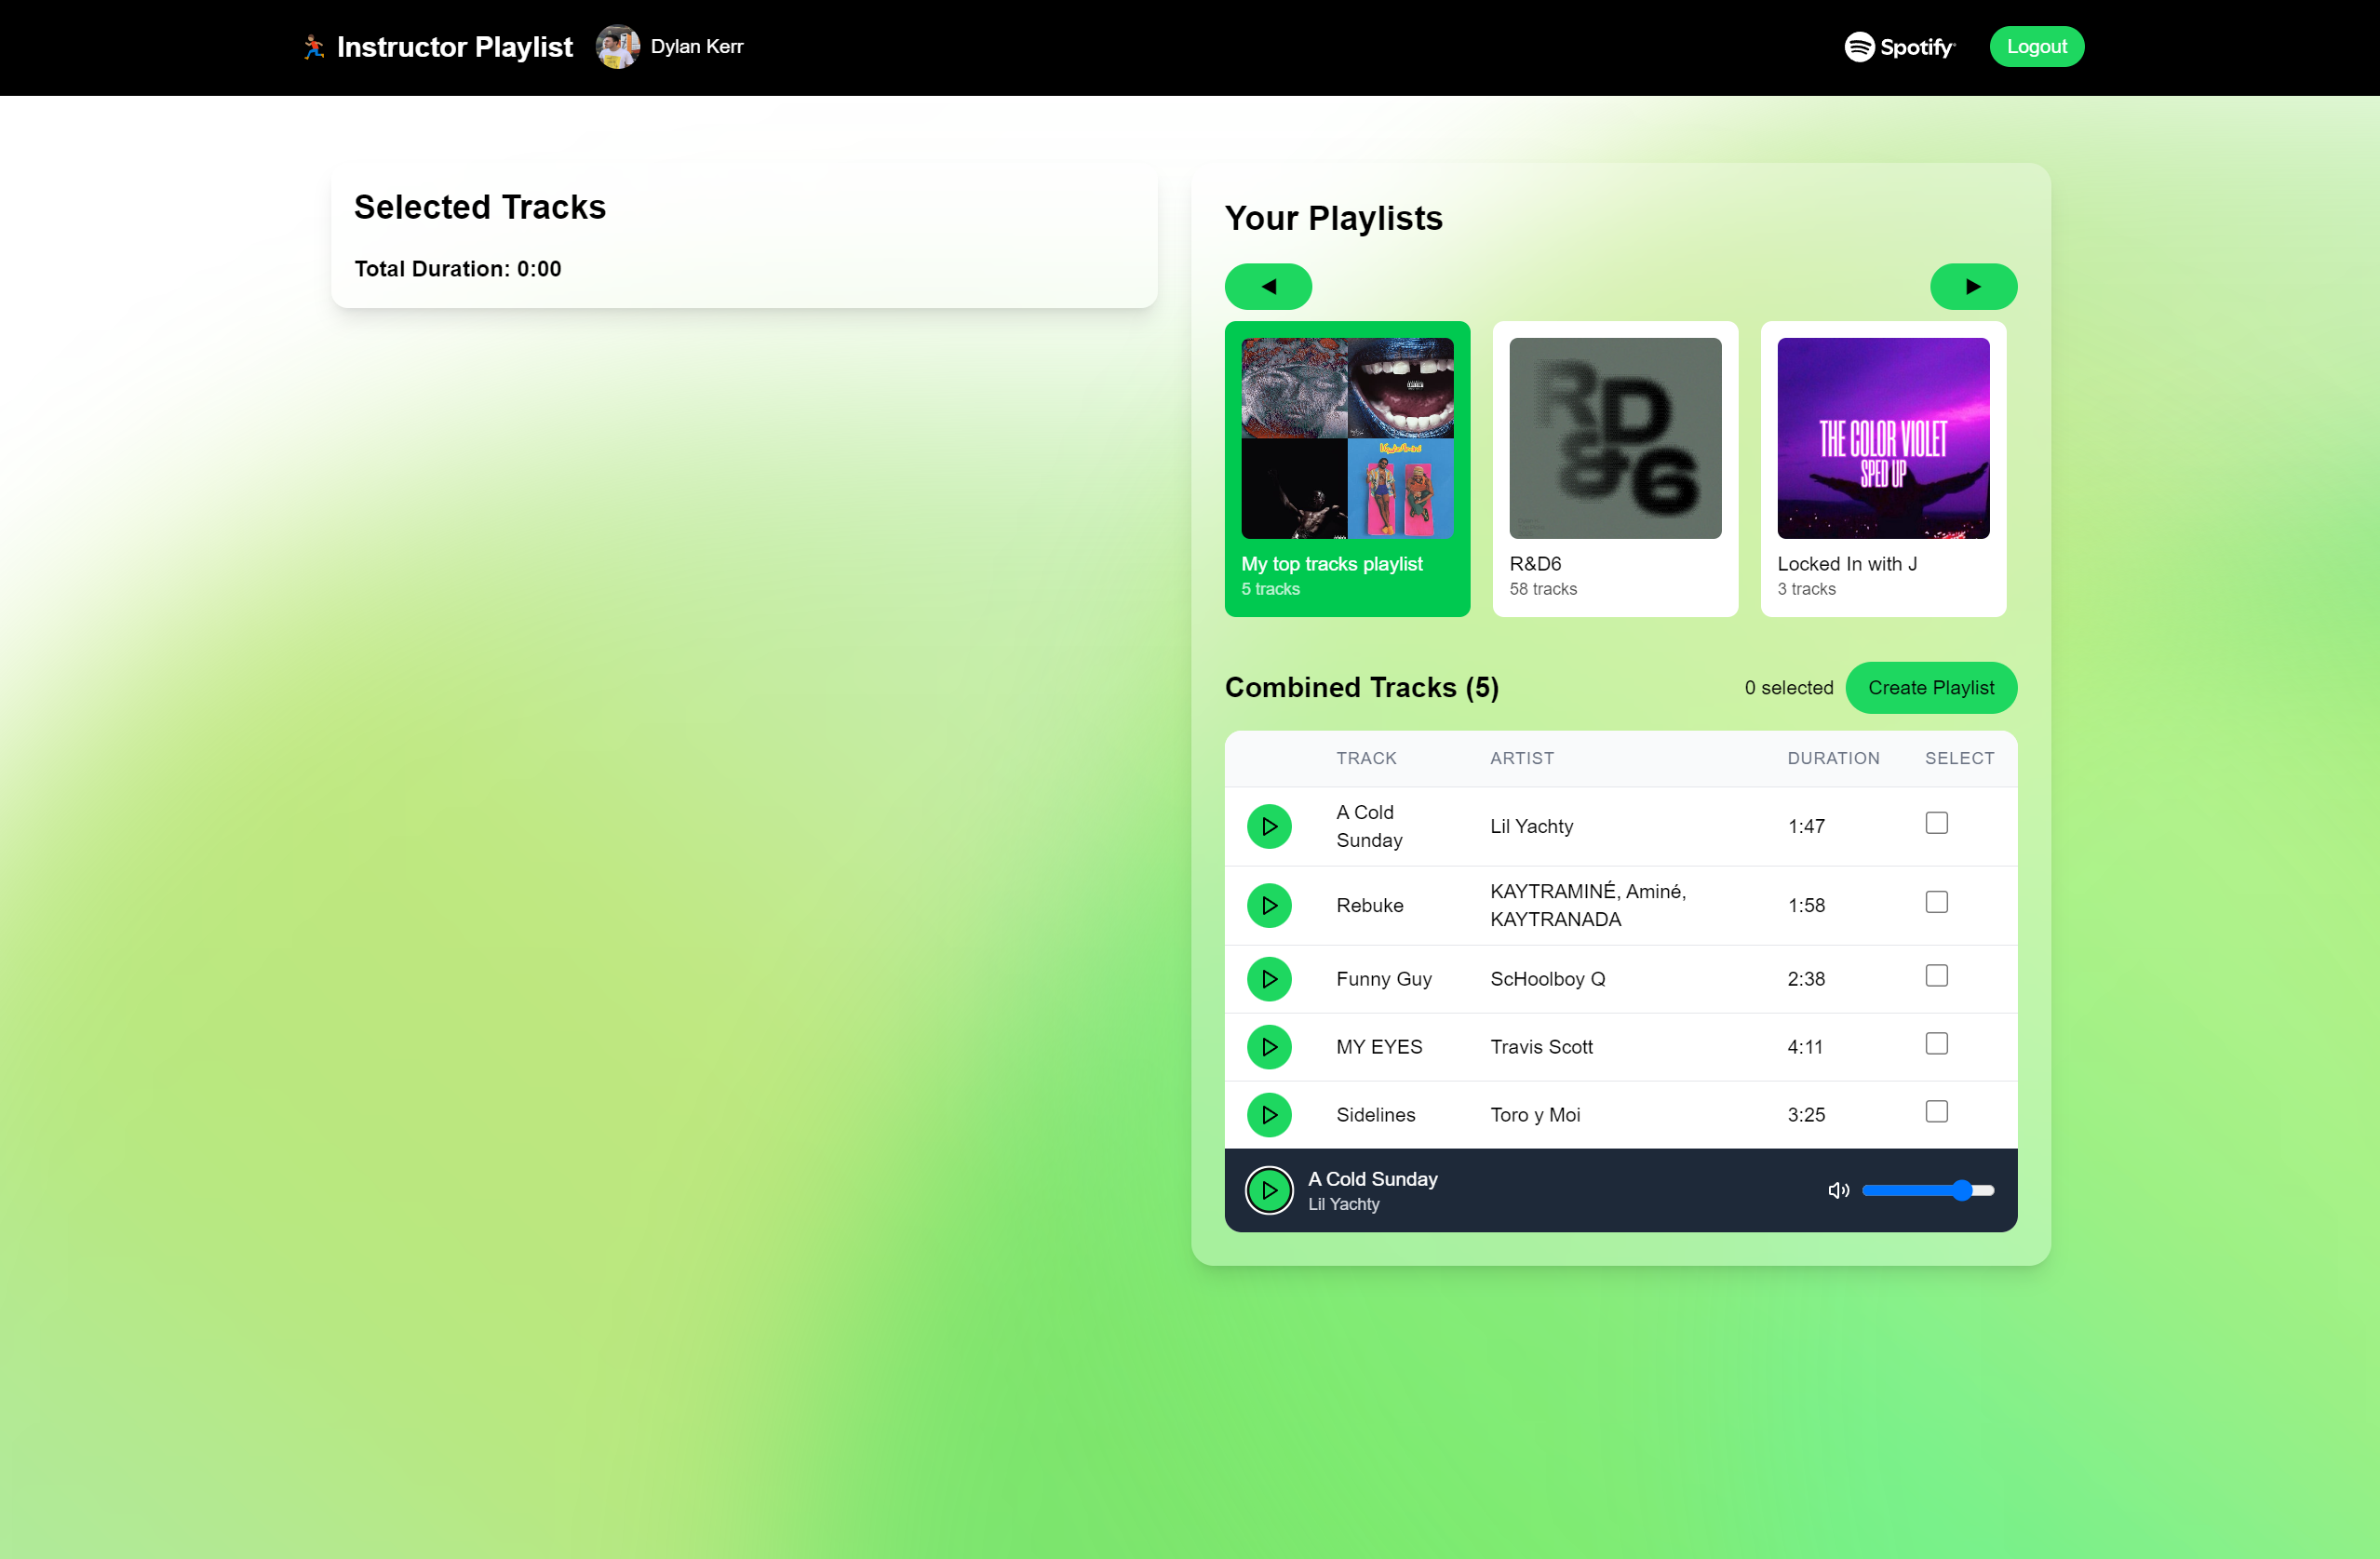 Instructor Playlist
Dylan Kerr
Spotify
Logout
Selected Tracks
Total Duration: 0:00
Your Playlists
THE COLOR VIOLET
SPED UP
My top tracks playlist
5 tracks
R&D6
58 tracks
Locked In with J
3 tracks
Combined Tracks (5)
0 selected
Create Playlist
TRACK ARTIST DURATION SELECT
A Cold
Sunday
Lil Yachty
1:47
Rebuke
KAYTRAMINÉ, Aminé,
KAYTRANADA
1:58
Funny Guy ScHoolboy Q 2:38
MY EYES Travis Scott 4:11
Sidelines Toro y Moi 3:25
A Cold Sunday
Lil Yachty